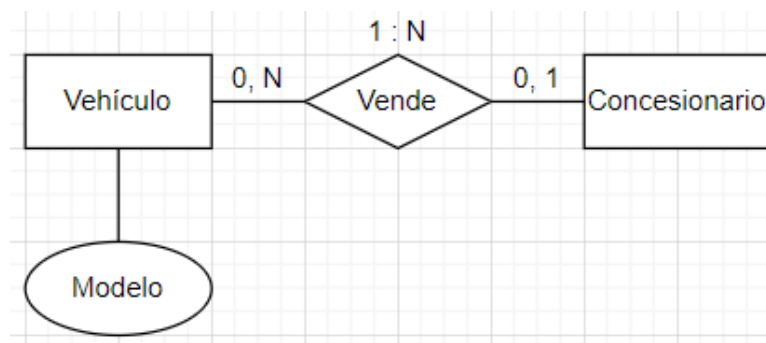 1 : N
Vehículo
0, N
Vende
0, 1
Concesionario
Modelo